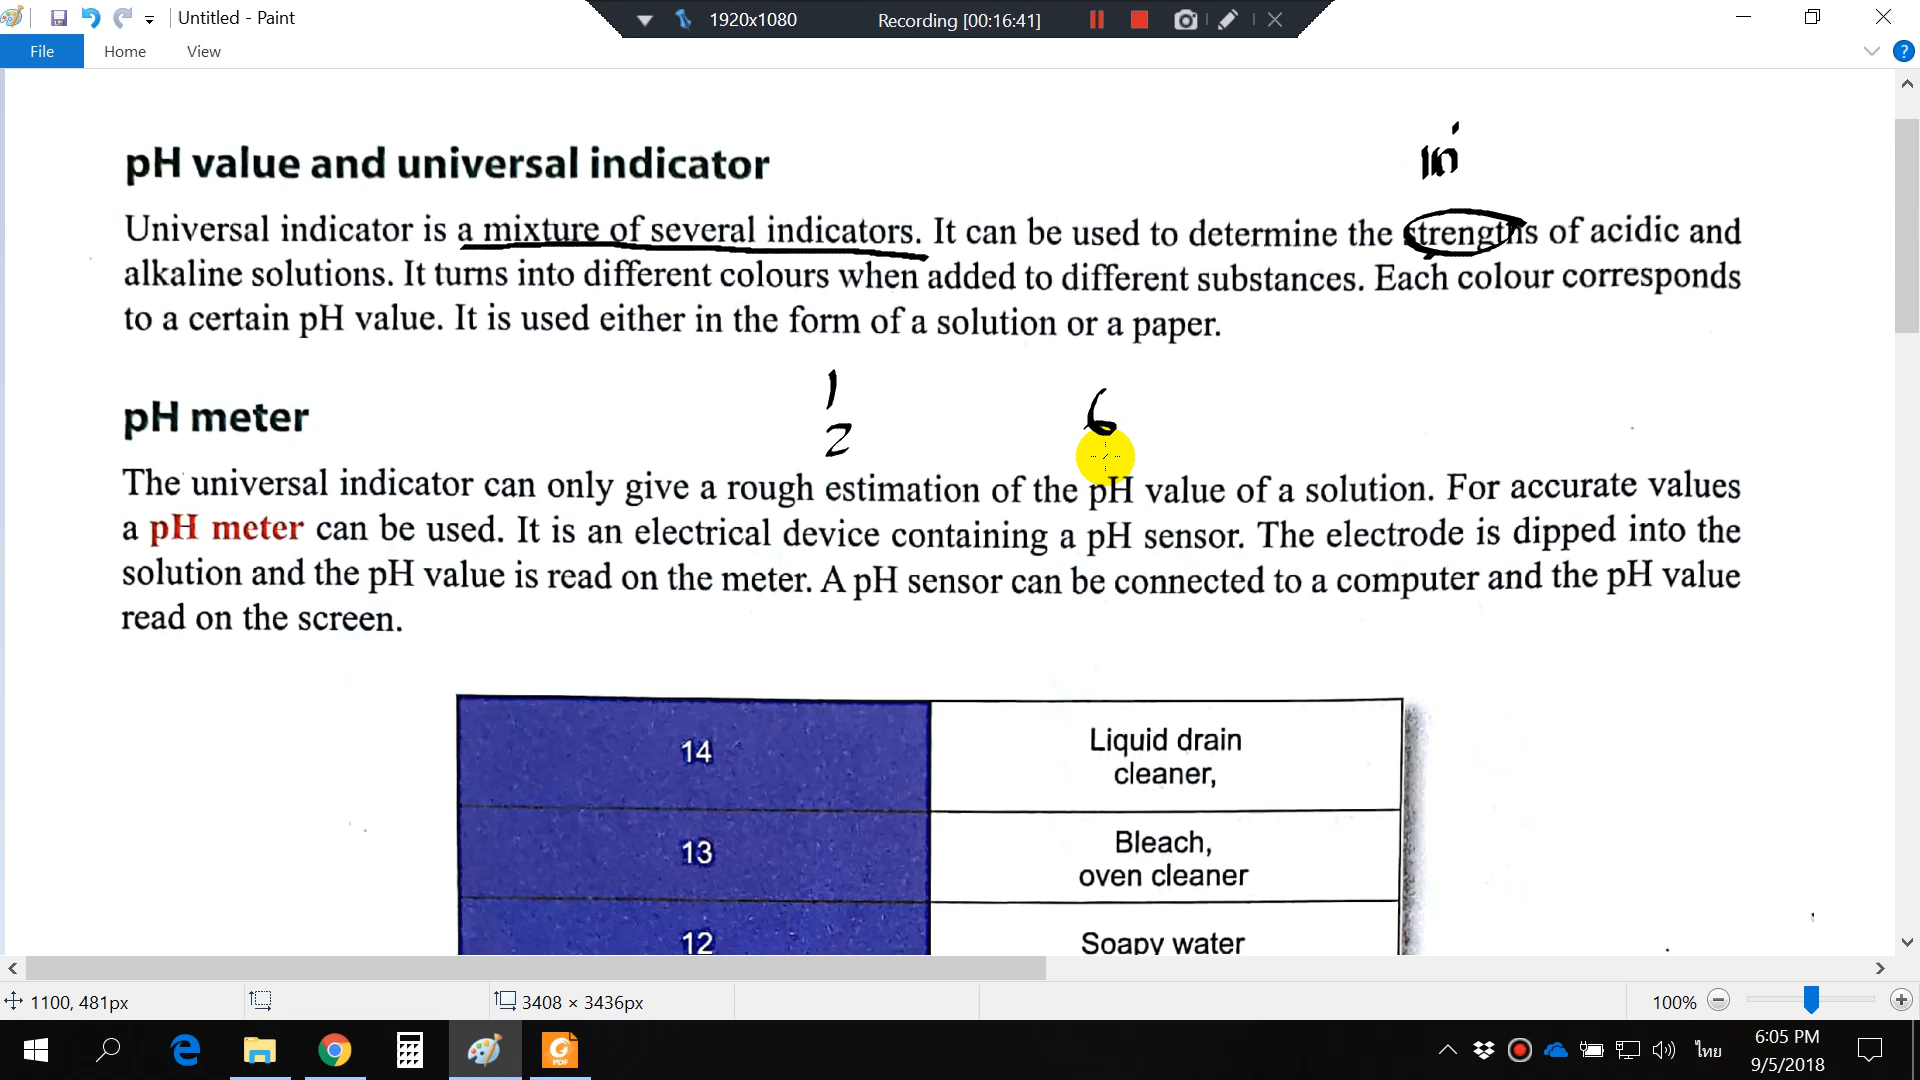 Untitled - Paint
1920x1080
Recording [00:16:41]
File Home View
pH value and universal indicator
Universal indicator is a mixture of several indicators. It can be used to determine the strengths of acidic and
alkaline solutions. It turns into different colours when added to different substances. Each colour corresponds
to a certain pH value. It is used either in the form of a solution or a paper.
1
2
6
pH meter
The universal indicator can only give a rough estimation of the pH value of a solution. For accurate values
a pH meter can be used. It is an electrical device containing a pH sensor. The electrode is dipped into the
solution and the pH value is read on the meter. A pH sensor can be connected to a computer and the pH value
read on the screen.
14 Liquid drain
cleaner,
13 Bleach,
oven cleaner
12 Soapy water
1100, 481px
3408 × 3436px
100%
PDF
ไทย
6:05 PM
9/5/2018